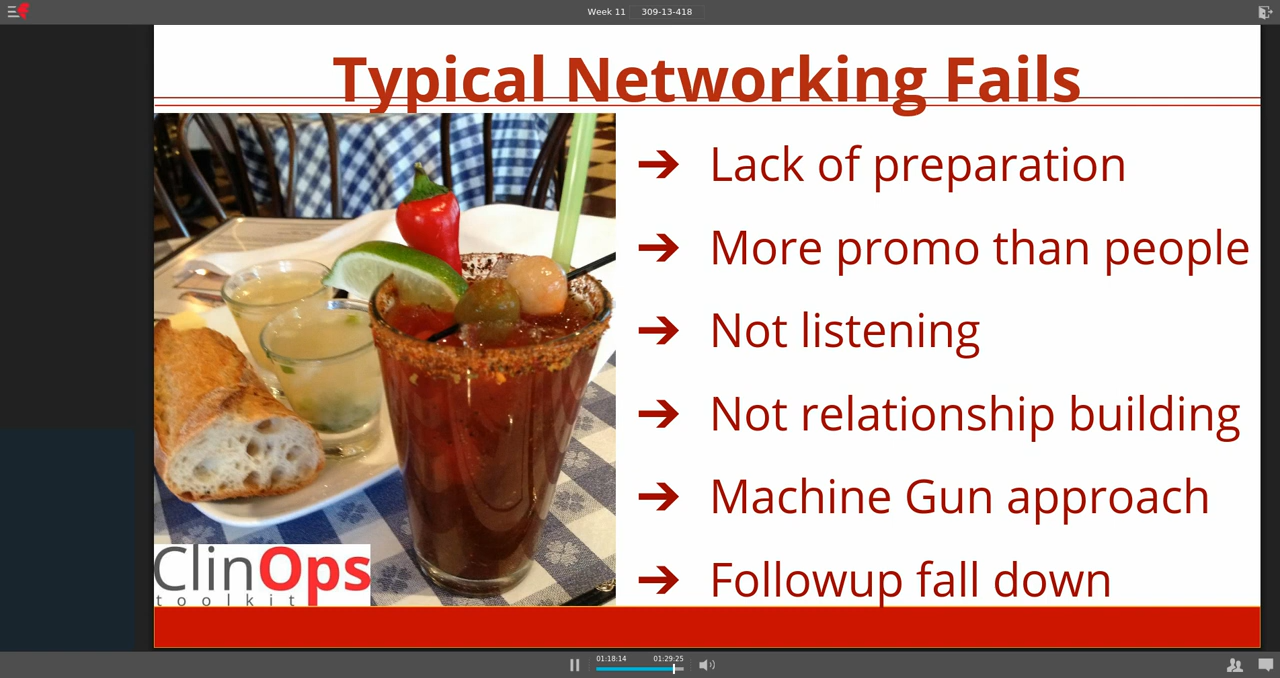 Week 11 309-13-418
Typical Networking Fails
➔ Lack of preparation
➔ More promo than people
➔ Not listening
➔ Not relationship building
➔ Machine Gun approach
➔ Followup fall down
ClinOps
toolkit
01:18:14 01:29:25